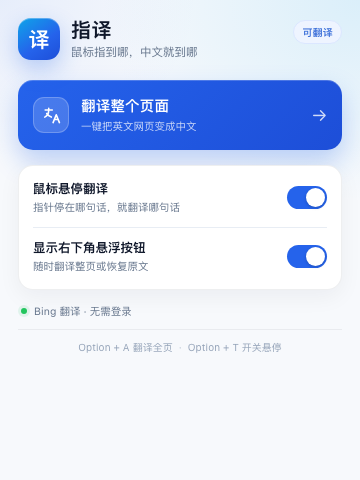 译
指译
鼠标指到哪，中文就到哪
可翻译
翻译整个页面
一键把英文网页变成中文
→
鼠标悬停翻译
指针停在哪句话，就翻译哪句话
显示右下角悬浮按钮
随时翻译整页或恢复原文
Bing 翻译 · 无需登录
Option + A 翻译全页 · Option + T 开关悬停